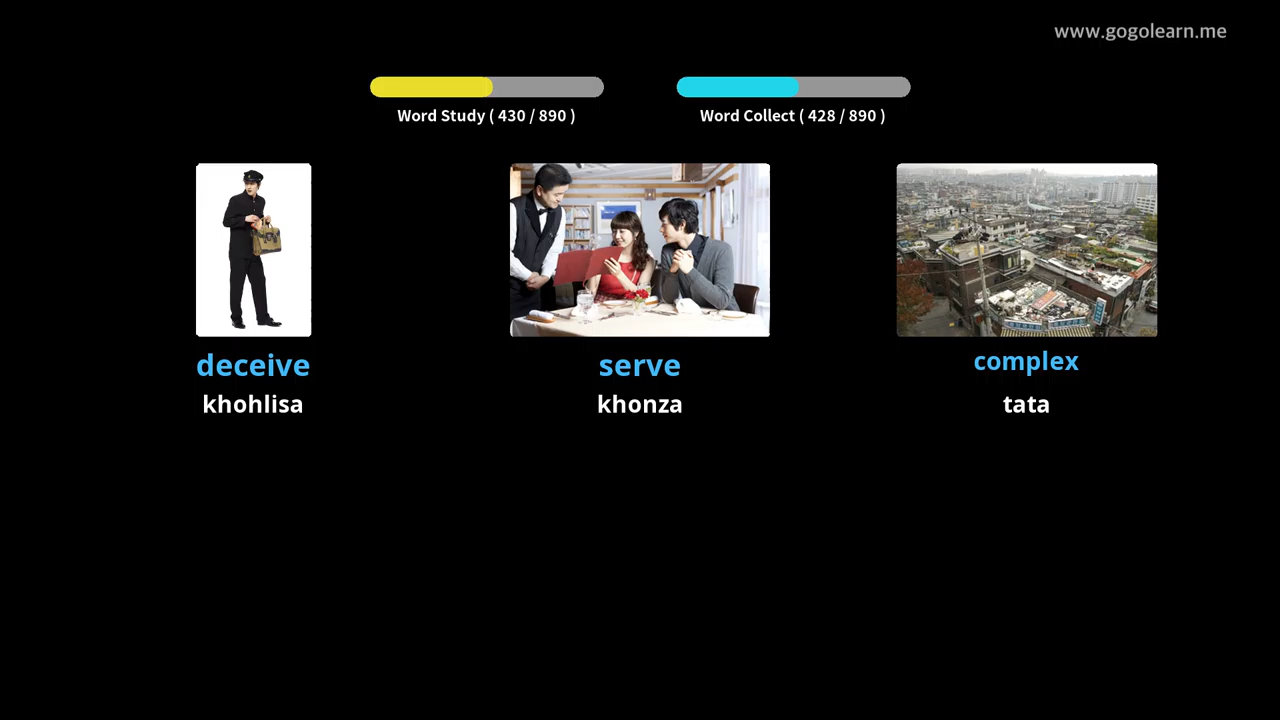 www.gogolearn.me
Word Study ( 430 / 890 )
Word Collect ( 428 / 890 )
deceive
serve
complex
khohlisa
khonza
tata